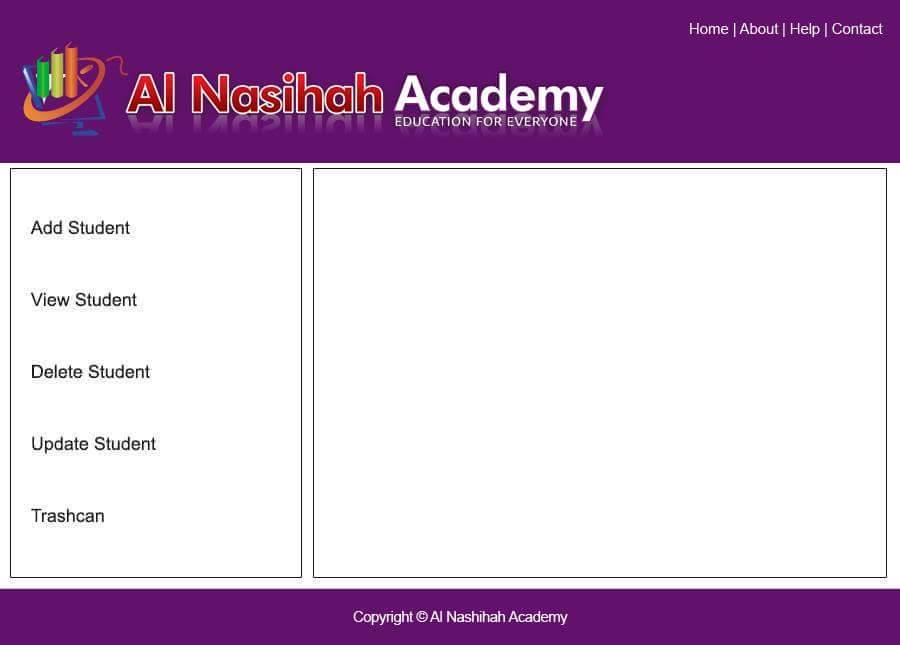 Home | About | Help | Contact
Al Nasihah Academy
EDUCATION FOR EVERYONE
Add Student
View Student
Delete Student
Update Student
Trashcan
Copyright © Al Nashihah Academy